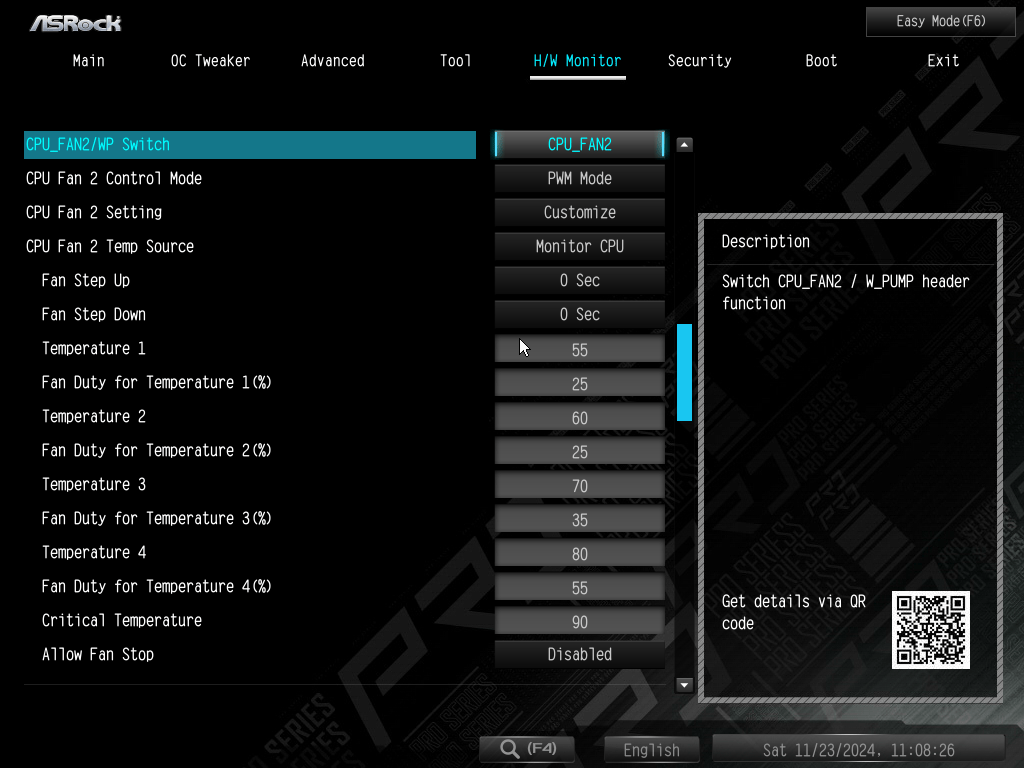 ASRock
Easy Mode(F6)
Main OC Tweaker Advanced Tool H/W Monitor Security Boot Exit
CPU_FAN2/WP Switch CPU_FAN2
CPU Fan 2 Control Mode PWM Mode
CPU Fan 2 Setting Customize
CPU Fan 2 Temp Source Monitor CPU
Fan Step Up 0 Sec
Fan Step Down 0 Sec
Temperature 1 55
Fan Duty for Temperature 1(%) 25
Temperature 2 60
Fan Duty for Temperature 2(%) 25
Temperature 3 70
Fan Duty for Temperature 3(%) 35
Temperature 4 80
Fan Duty for Temperature 4(%) 55
Critical Temperature 90
Allow Fan Stop Disabled
Description
Switch CPU_FAN2 / W_PUMP header
function
Get details via QR
code
(F4) English Sat 11/23/2024, 11:08:26
PRO SERIES
PRO SERIES